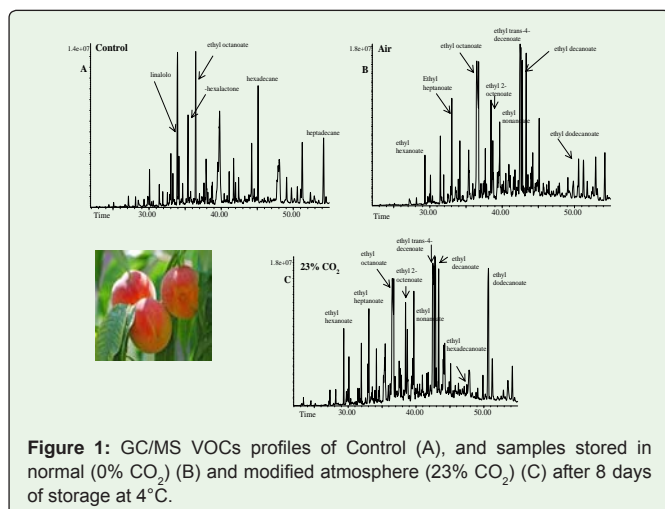 1.4e+07
Control
A
linalolo
ethyl octanoate
-hexalactone
hexadecane
heptadecane
Time
30.00
40.00
50.00
1.8e+07
Air
B
ethyl hexanoate
Ethyl
heptanoate
ethyl octanoate
ethyl 2-
octenoate
ethyl
nonanoate
ethyl trans-4-
decenoate
ethyl decanoate
ethyl dodecanoate
Time
30.00
40.00
50.00
1.8e+07
23% CO₂
C
ethyl
hexanoate
ethyl
heptanoate
ethyl
octanoate
ethyl 2-
octenoate
ethyl
nonanoate
ethyl trans-4-
decenoate
ethyl
decanoate
ethyl
hexadecanoate
ethyl
dodecanoate
Time
30.00
40.00
50.00
Figure 1: GC/MS VOCs profiles of Control (A), and samples stored in
normal (0% CO₂) (B) and modified atmosphere (23% CO₂) (C) after 8 days
of storage at 4°C.